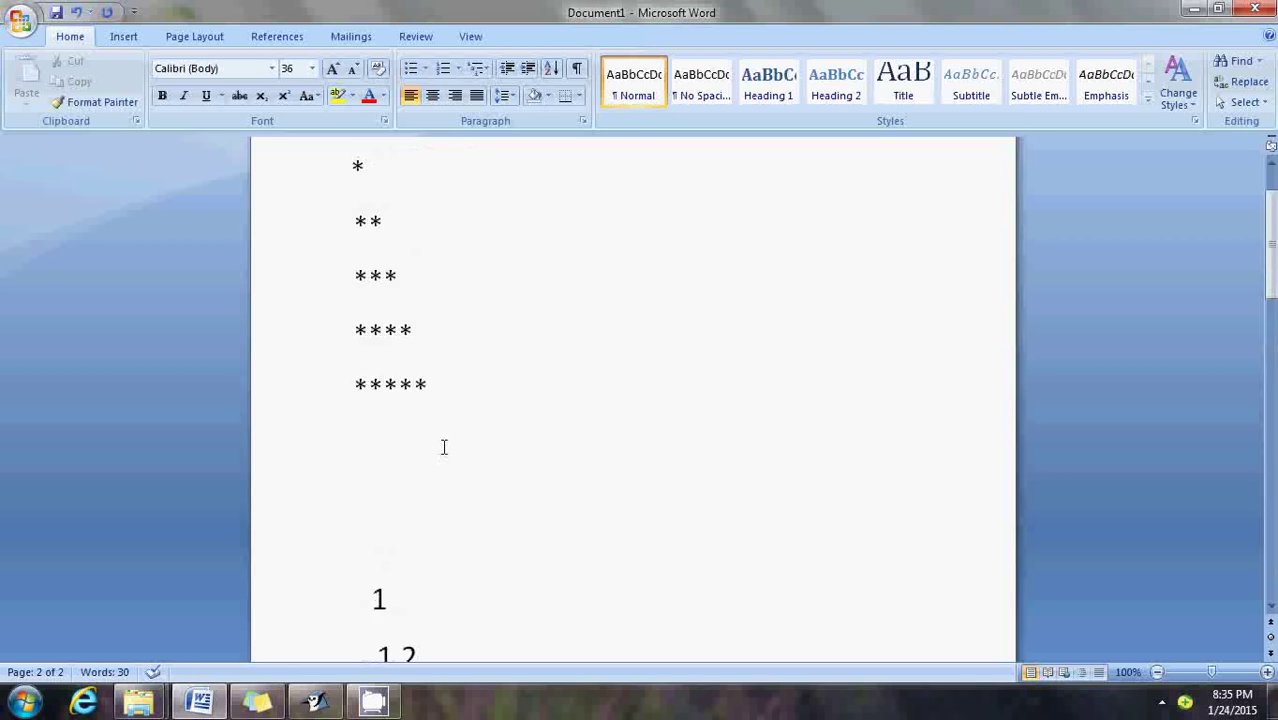 Document1 - Microsoft Word
Home Insert Page Layout References Mailings Review View
Paste
Cut
Copy
Format Painter
Clipboard
Calibri (Body) 36
B I U abc X₂ X² Aa
Font
Paragraph
AaBbCcDc AaBbCcDc AaBbC AaBbCc AaB AaBbCc. AaBbCcDc AaBbCcDc
¶ Normal ¶ No Spaci... Heading 1 Heading 2 Title Subtitle Subtle Em... Emphasis
Change Styles
Styles
Find
Replace
Select
Editing
*
**
***
****
*****
1
1 2
Page: 2 of 2 Words: 30 100%
8:35 PM
1/24/2015